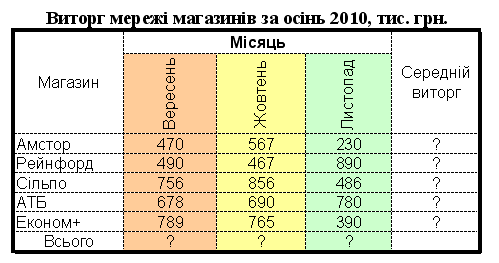 Виторг мережі магазинів за осінь 2010, тис. грн.
Магазин Місяць Середній виторг
Вересень Жовтень Листопад
Амстор 470 567 230 ?
Рейнфорд 490 467 890 ?
Сільпо 756 856 486 ?
АТБ 678 690 780 ?
Економ+ 789 765 390 ?
Всього ? ? ?